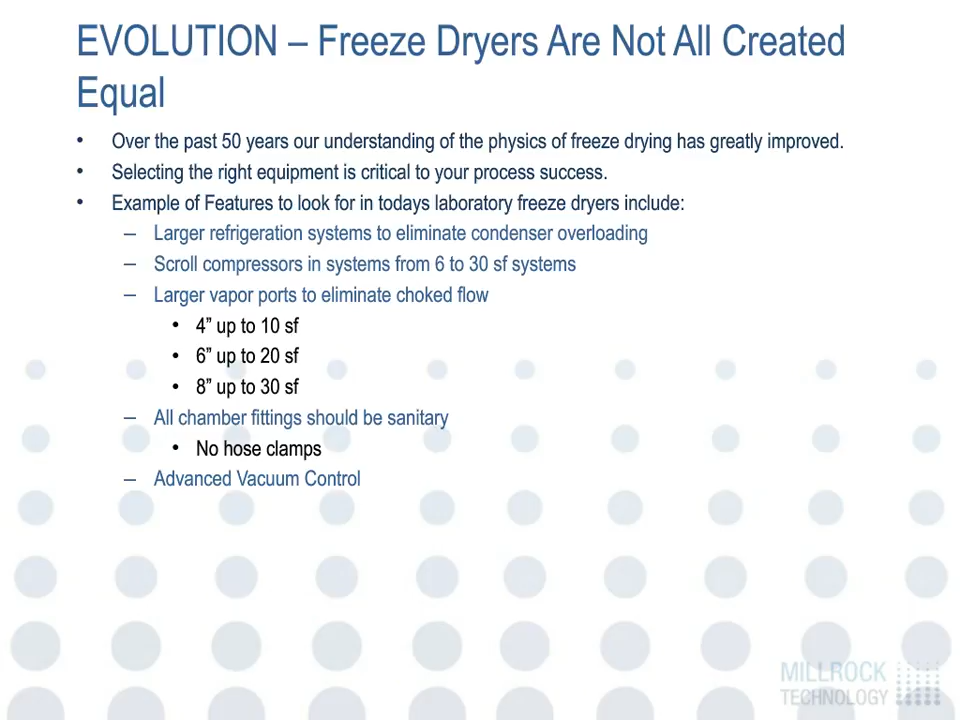 EVOLUTION – Freeze Dryers Are Not All Created
Equal
• Over the past 50 years our understanding of the physics of freeze drying has greatly improved.
• Selecting the right equipment is critical to your process success.
• Example of Features to look for in todays laboratory freeze dryers include:
– Larger refrigeration systems to eliminate condenser overloading
– Scroll compressors in systems from 6 to 30 sf systems
– Larger vapor ports to eliminate choked flow
• 4” up to 10 sf
• 6” up to 20 sf
• 8” up to 30 sf
– All chamber fittings should be sanitary
• No hose clamps
– Advanced Vacuum Control
MILLROCK
TECHNOLOGY